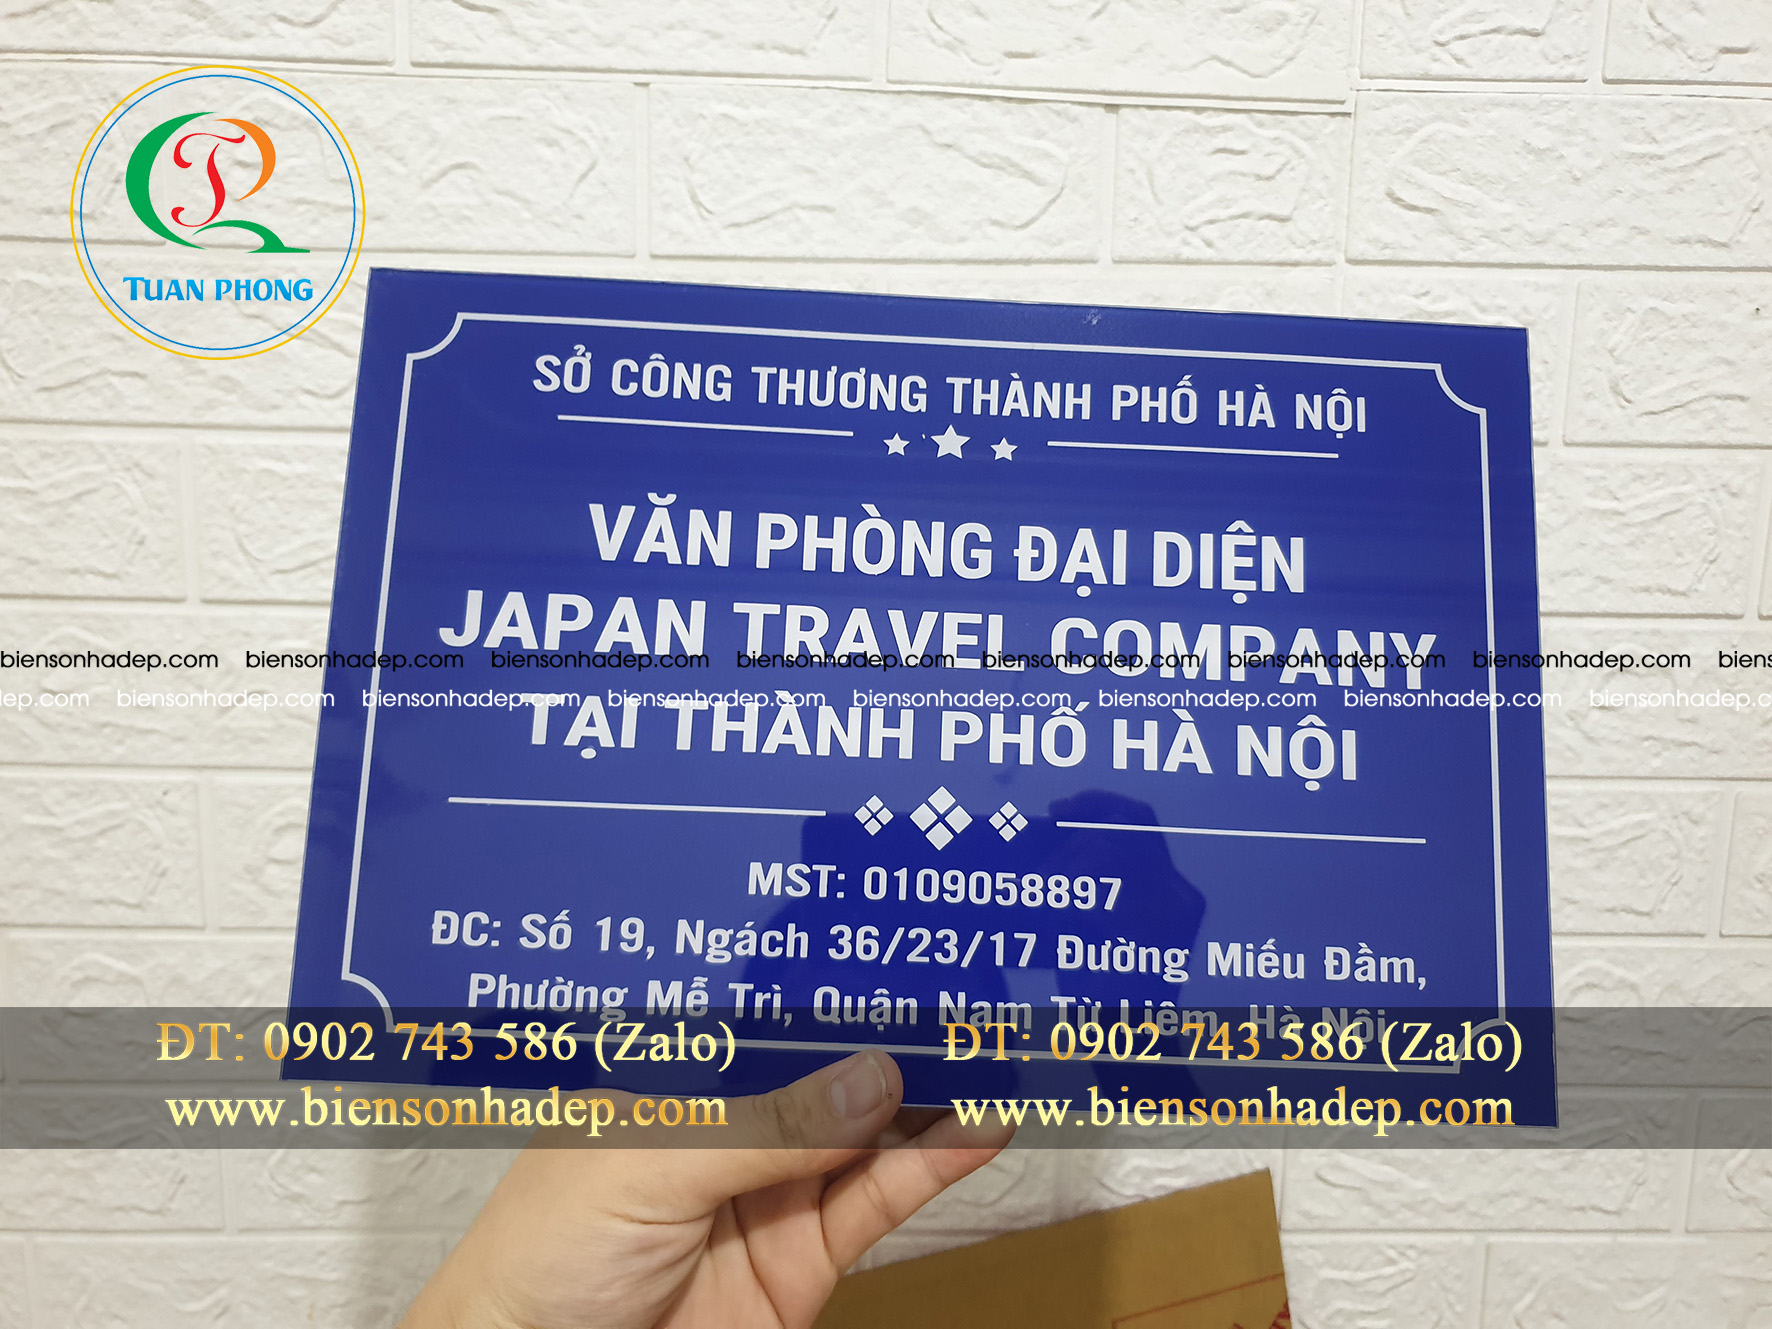 TUAN PHONG
SỞ CÔNG THƯƠNG THÀNH PHỐ HÀ NỘI
VĂN PHÒNG ĐẠI DIỆN
JAPAN TRAVEL COMPANY
biensonhadep.com biensonhadep.com biensonhadep.com biensonhadep.com biensonhadep.com biensonhadep.com biensonhadep.com
biensonhadep.com biensonhadep.com biensonhadep.com biensonhadep.com biensonhadep.com biensonhadep.com
TẠI THÀNH PHỐ HÀ NỘI
MST: 0109058897
ĐC: Số 19, Ngách 36/23/17 Đường Miếu Đầm,
Phường Mễ Trì, Quận Nam Từ Liêm, Hà Nội
ĐT: 0902 743 586 (Zalo) ĐT: 0902 743 586 (Zalo)
www.biensonhadep.com www.biensonhadep.com